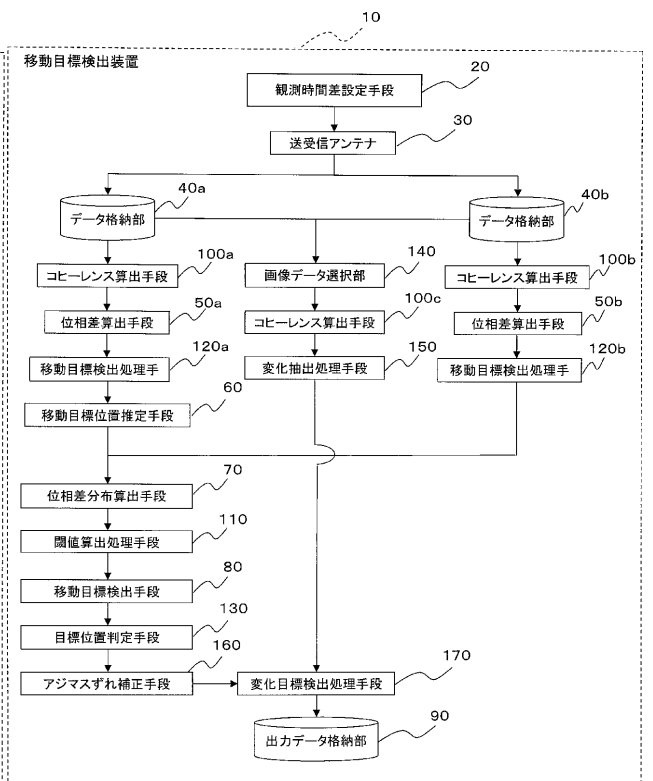 10
移動目標検出装置
20
観測時間差設定手段
30
送受信アンテナ
40a
データ格納部
40b
データ格納部
100a
コヒーレンス算出手段
140
画像データ選択部
100b
コヒーレンス算出手段
50a
位相差算出手段
100c
コヒーレンス算出手段
50b
位相差算出手段
120a
移動目標検出処理手
150
変化抽出処理手段
120b
移動目標検出処理手
60
移動目標位置推定手段
70
位相差分布算出手段
110
閾値算出処理手段
80
移動目標検出手段
130
目標位置判定手段
160
アジマスずれ補正手段
170
変化目標検出処理手段
90
出力データ格納部